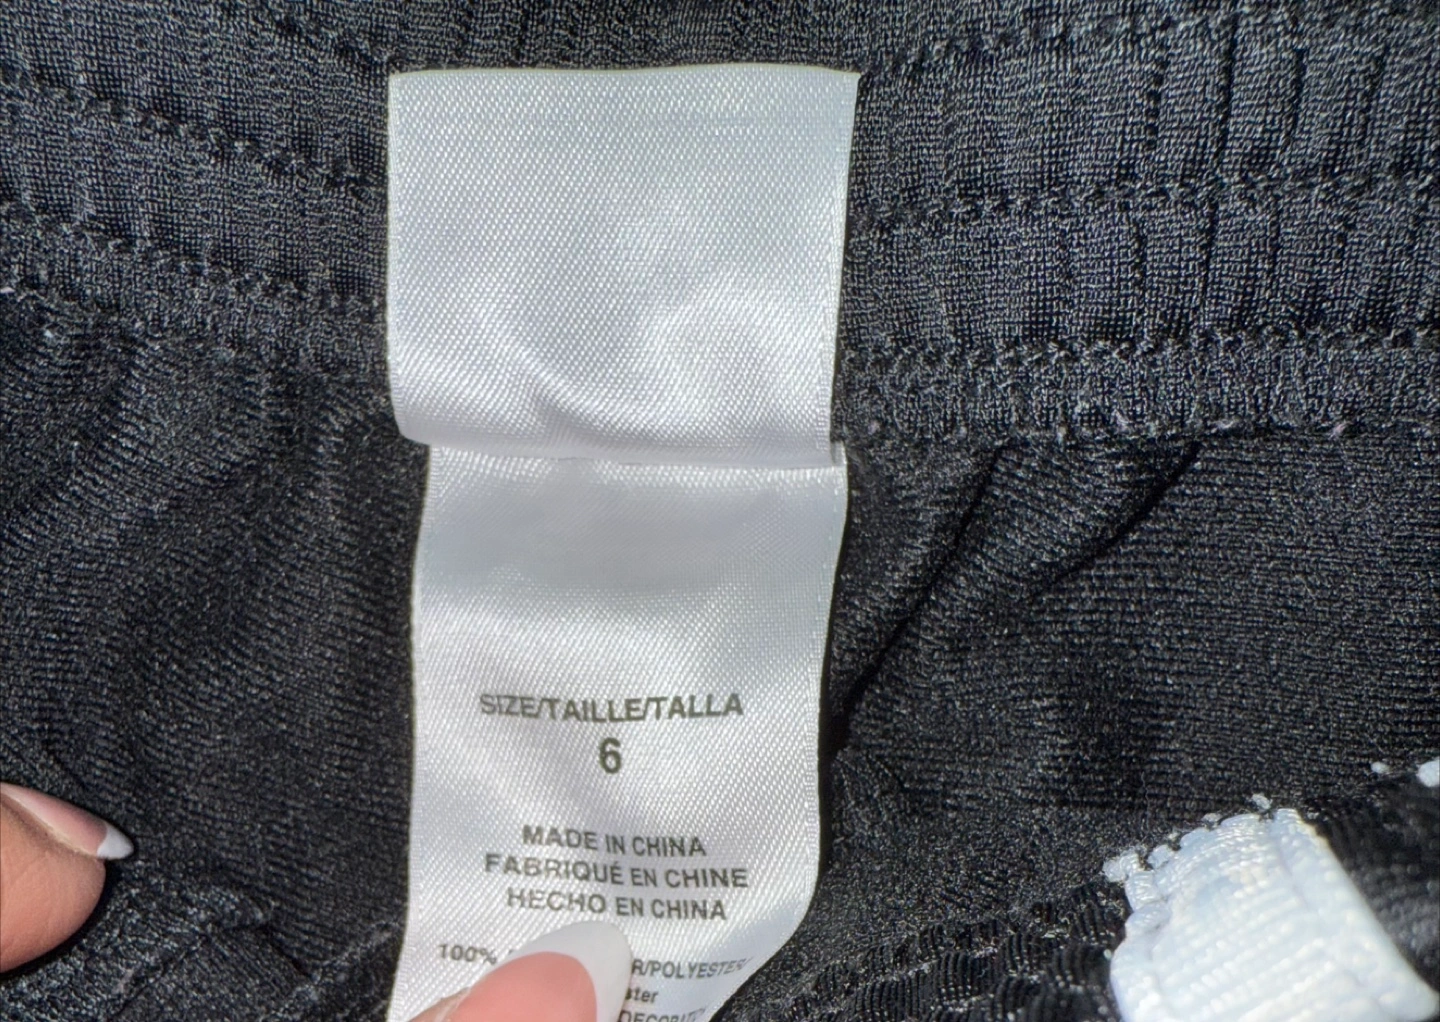 SIZE/TAILLE/TALLA
6
MADE IN CHINA
FABRIQUÉ EN CHINE
HECHO EN CHINA
100% R/POLYESTER/
ster